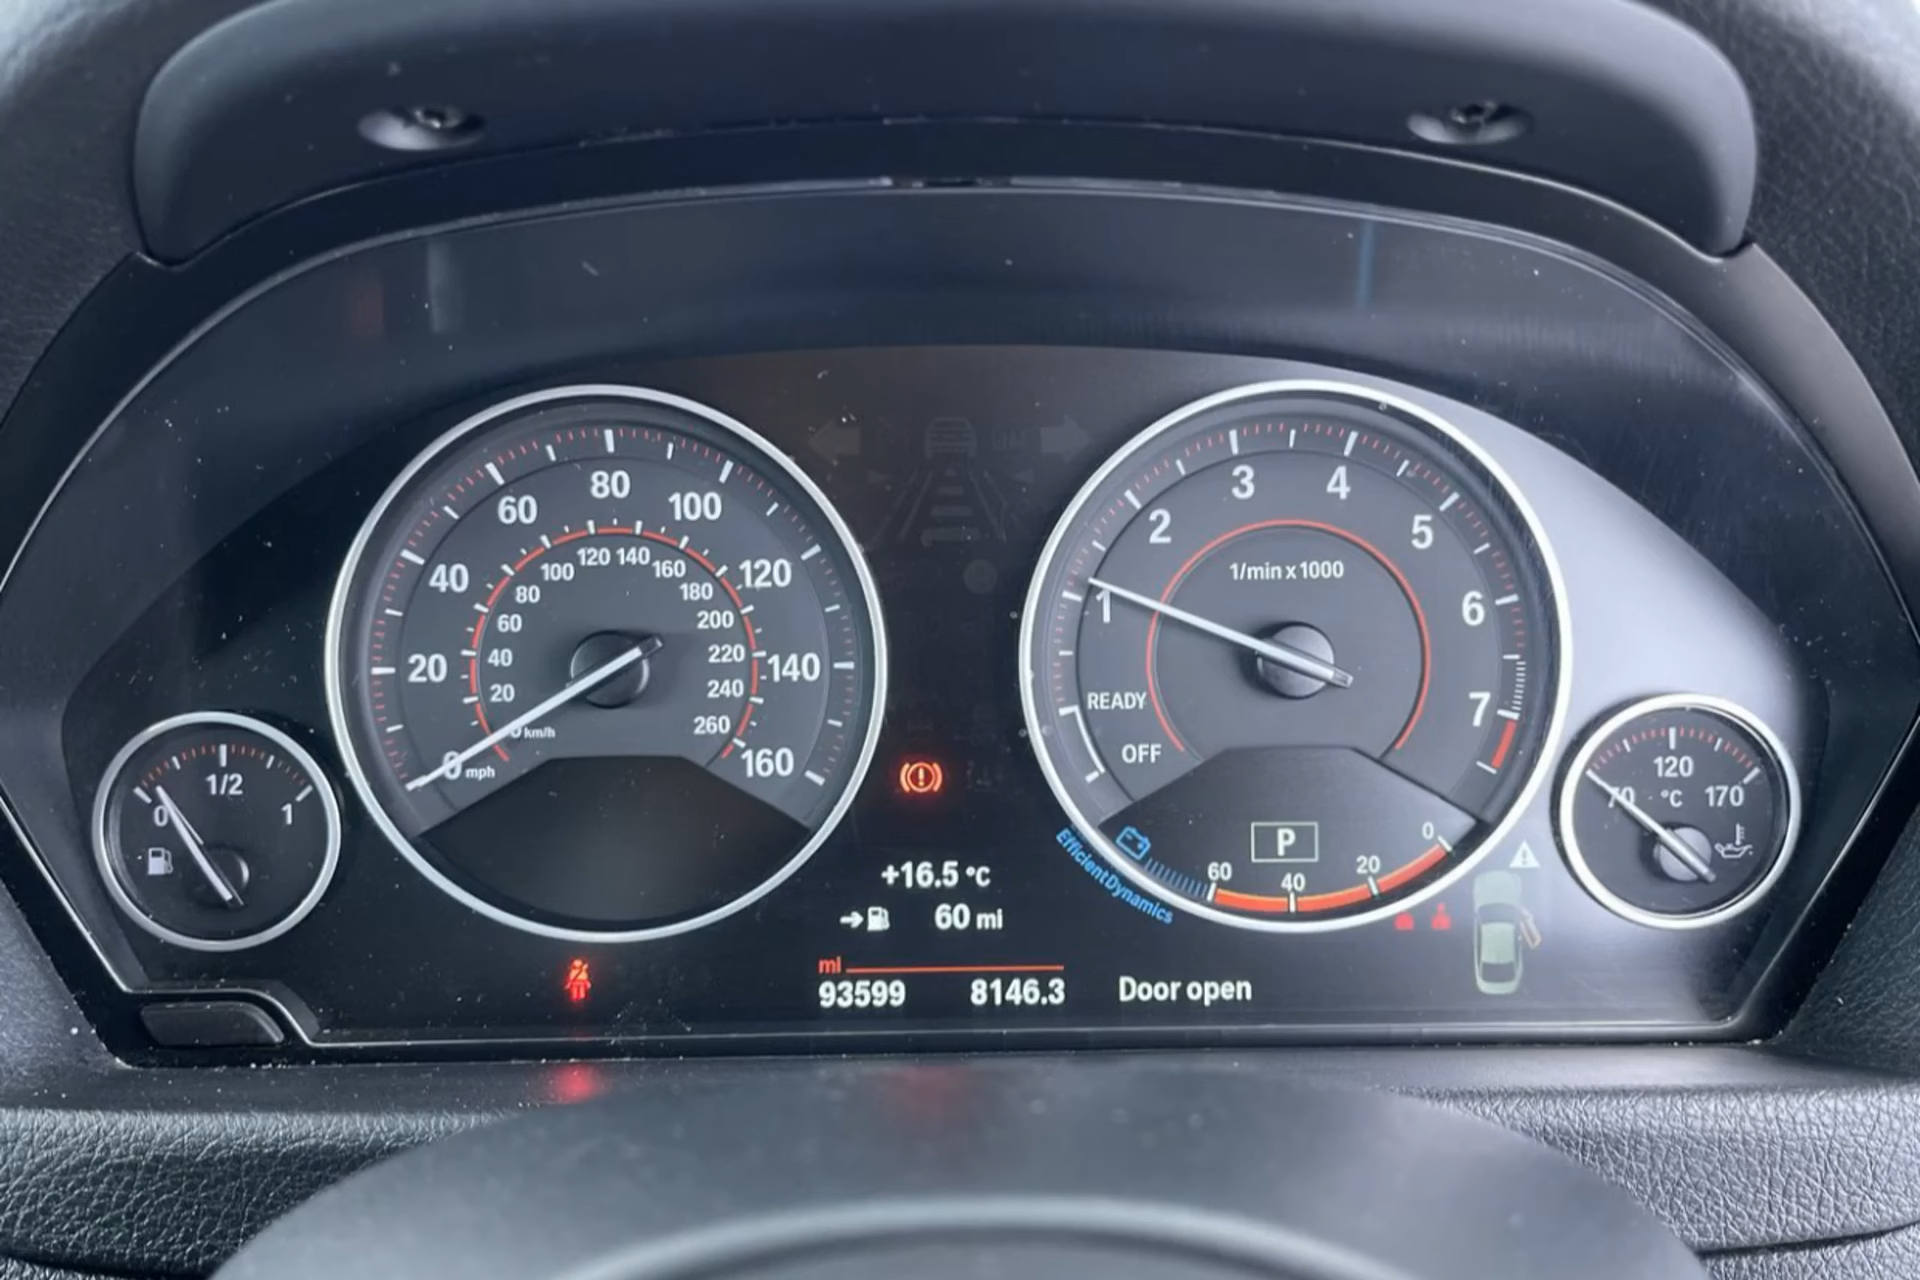 80
60 100
40 120
20 140
0 mph 160
120 140
100 160
80 180
60 200
40 220
20 240
0 km/h 260
3 4
2 5
1 6
7
1/min x 1000
READY
OFF
1/2
0 1
120
70 °C 170
P
0
60 20
40
EfficientDynamics
+16.5 °C
60 mi
mi
93599 8146.3 Door open